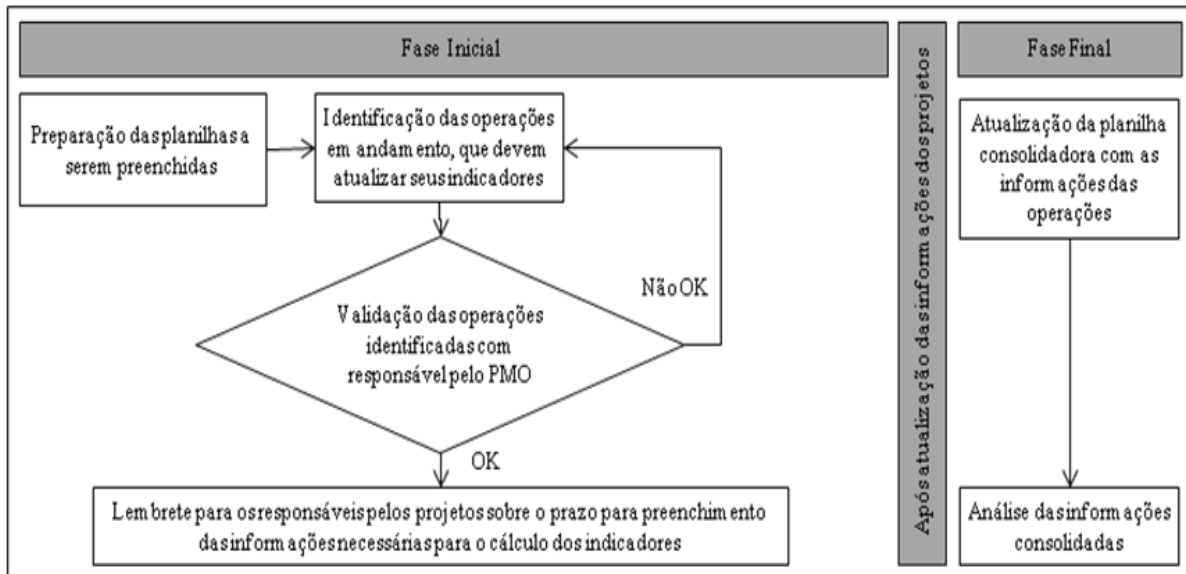 Fase Inicial
Preparação das planilhas a
serem preenchidas
Identificação das operações
em andamento, que devem
atualizar seus indicadores
Validação das operações
identificadas com
responsável pelo PMO
Não OK
OK
Lembrete para os responsáveis pelos projetos sobre o prazo para preenchimento
das informações necessárias para o cálculo dos indicadores
Após atualização das informações dos projetos
Fase Final
Atualização da planilha
consolidadora com as
informações das
operações
Análise das informações
consolidadas